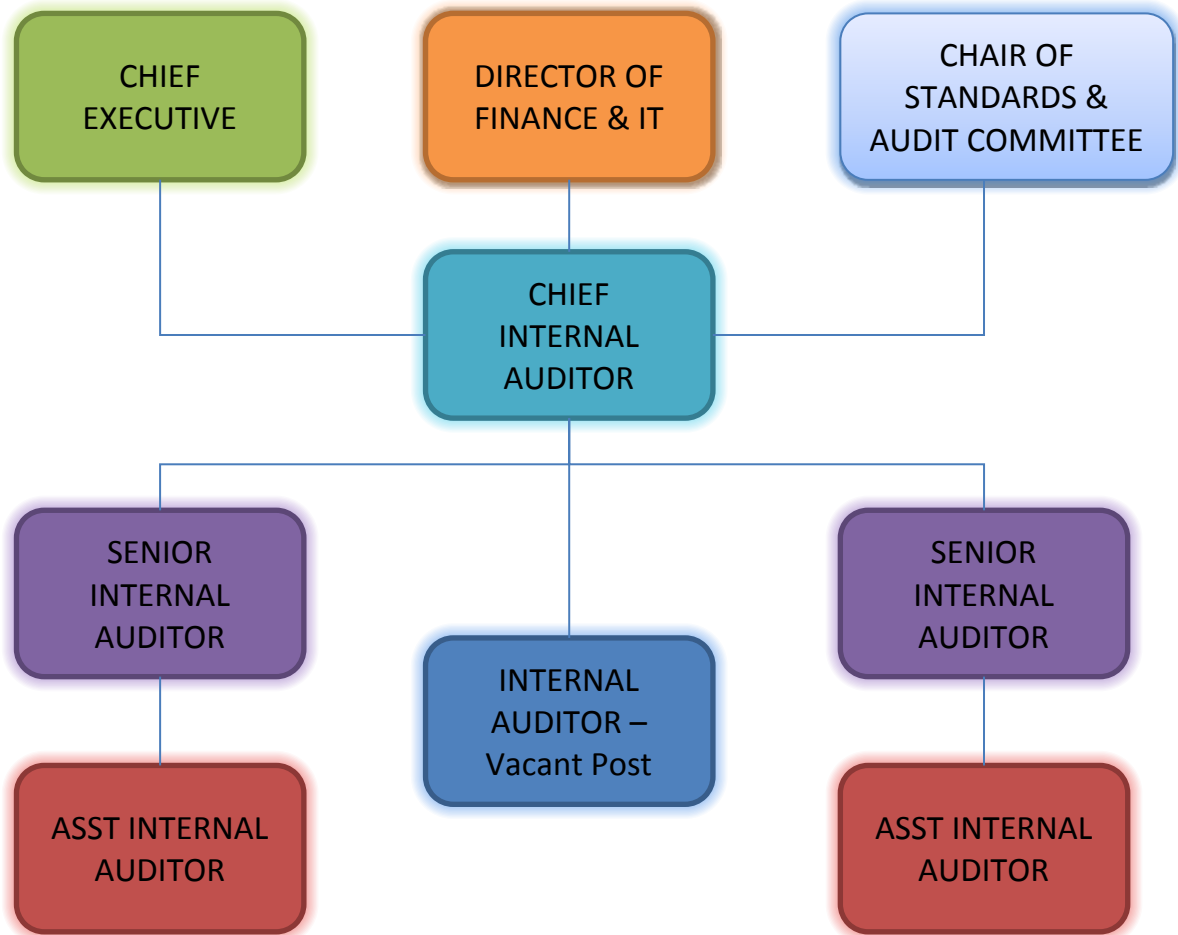 CHIEF
EXECUTIVE
DIRECTOR OF
FINANCE & IT
CHAIR OF
STANDARDS &
AUDIT COMMITTEE
CHIEF
INTERNAL
AUDITOR
SENIOR
INTERNAL
AUDITOR
INTERNAL
AUDITOR –
Vacant Post
SENIOR
INTERNAL
AUDITOR
ASST INTERNAL
AUDITOR
ASST INTERNAL
AUDITOR